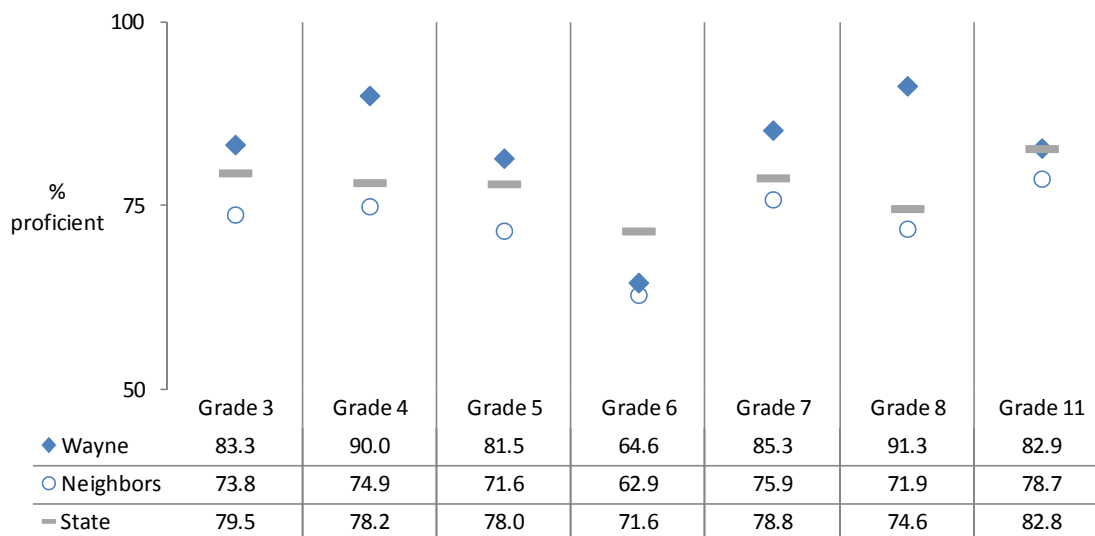 100
75
50
%
proficient
Grade 3 Grade 4 Grade 5 Grade 6 Grade 7 Grade 8 Grade 11
Wayne 83.3 90.0 81.5 64.6 85.3 91.3 82.9
Neighbors 73.8 74.9 71.6 62.9 75.9 71.9 78.7
State 79.5 78.2 78.0 71.6 78.8 74.6 82.8